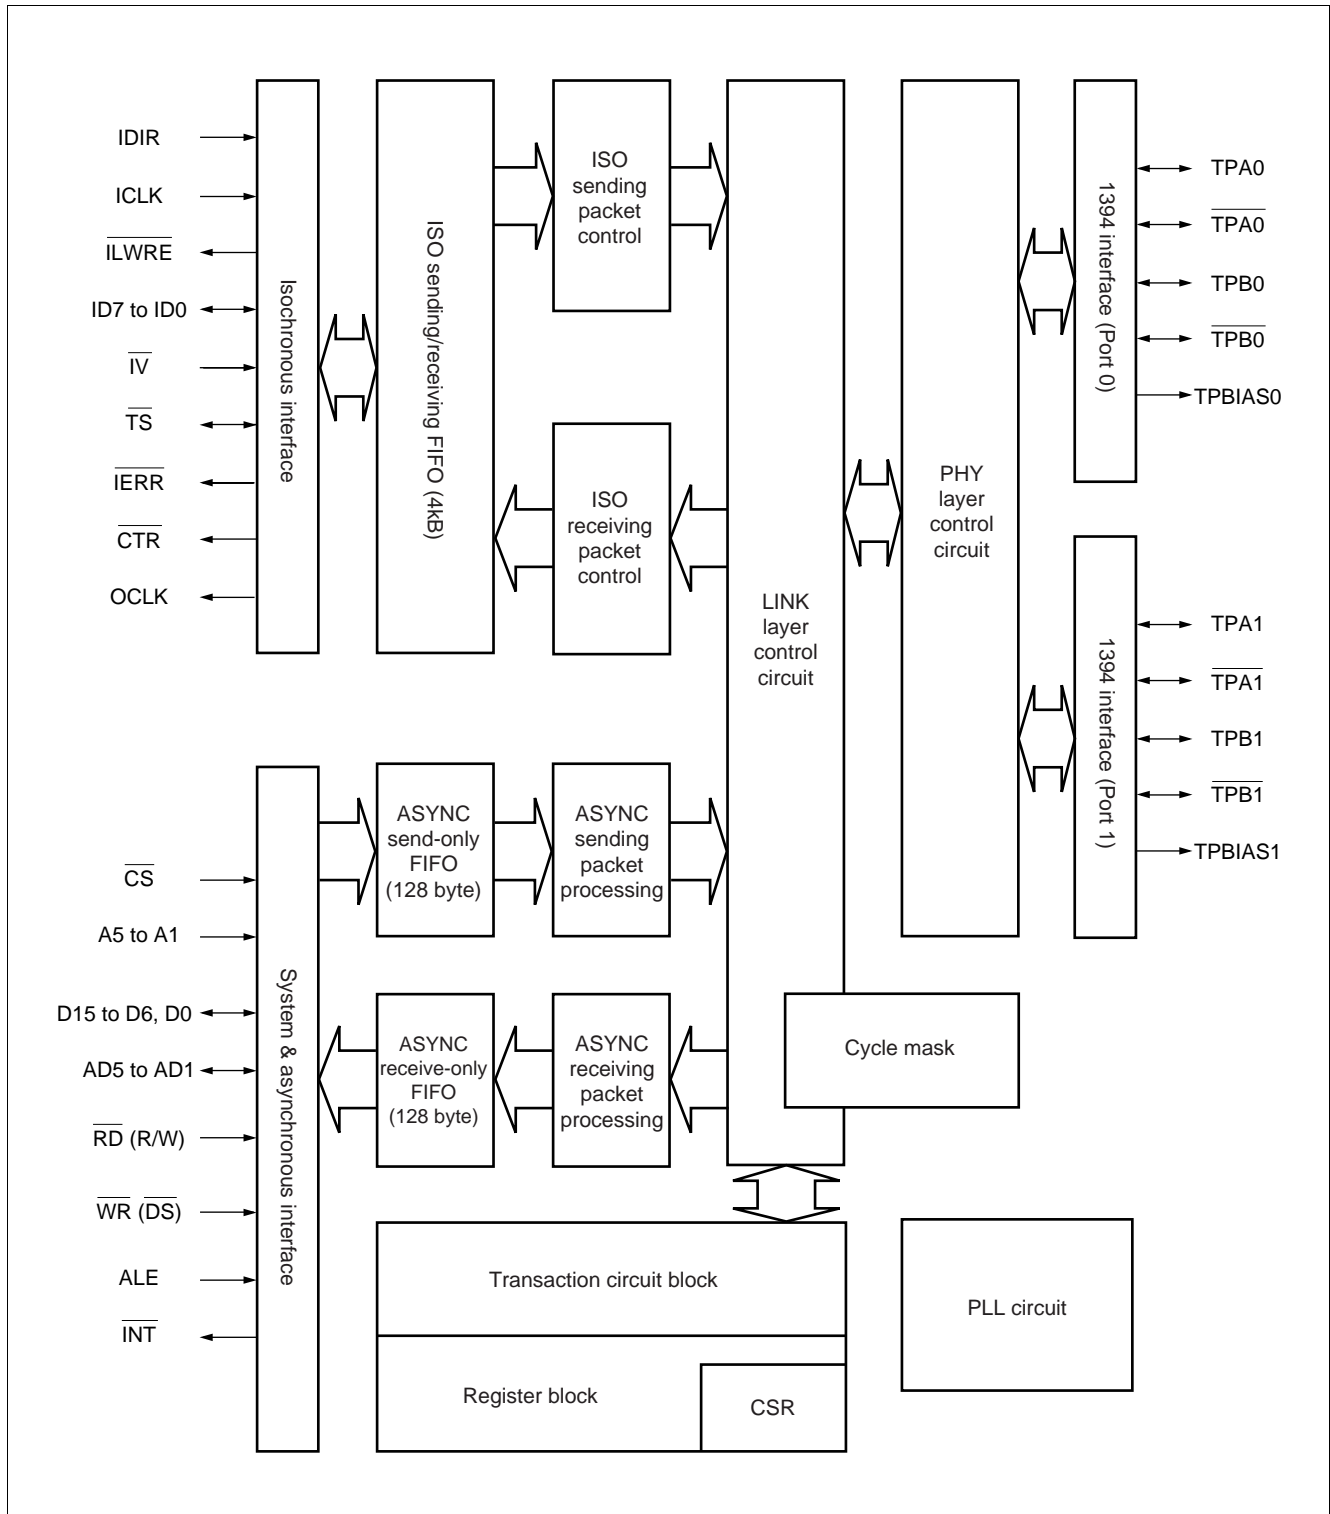 IDIR
ICLK
ILWRE
ID7 to ID0
IV
TS
IERR
CTR
OCLK
Isochronous interface
ISO sending/receiving FIFO (4kB)
ISO
sending
packet
control
ISO
receiving
packet
control
LINK
layer
control
circuit
PHY
layer
control
circuit
1394 interface (Port 0)
TPA0
TPA0
TPB0
TPB0
TPBIAS0
1394 interface (Port 1)
TPA1
TPA1
TPB1
TPB1
TPBIAS1
CS
A5 to A1
D15 to D6, D0
AD5 to AD1
RD (R/W)
WR (DS)
ALE
INT
System & asynchronous interface
ASYNC
send-only
FIFO
(128 byte)
ASYNC
sending
packet
processing
ASYNC
receive-only
FIFO
(128 byte)
ASYNC
receiving
packet
processing
Cycle mask
Transaction circuit block
Register block
CSR
PLL circuit